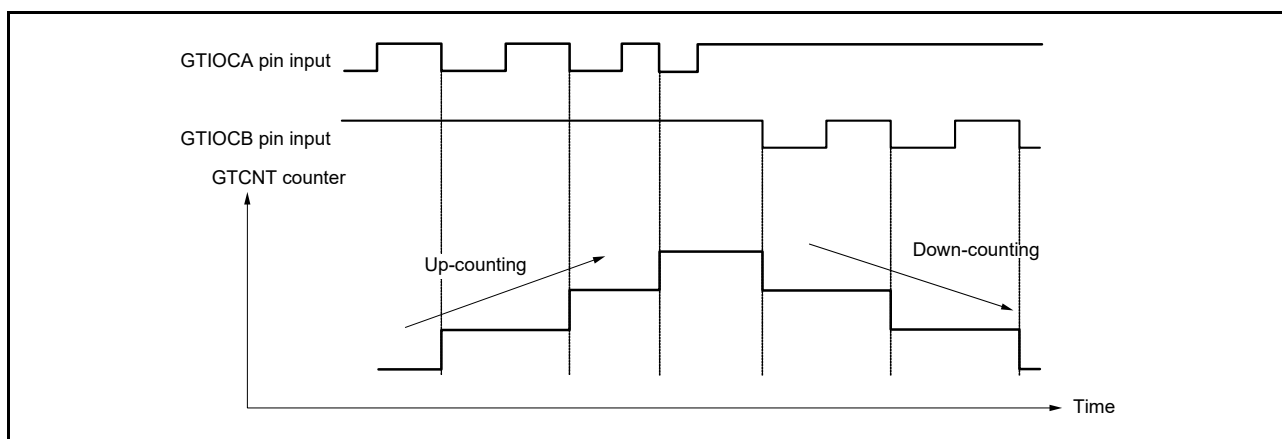 GTIOCA pin input
GTIOCB pin input
GTCNT counter
Up-counting
Down-counting
Time